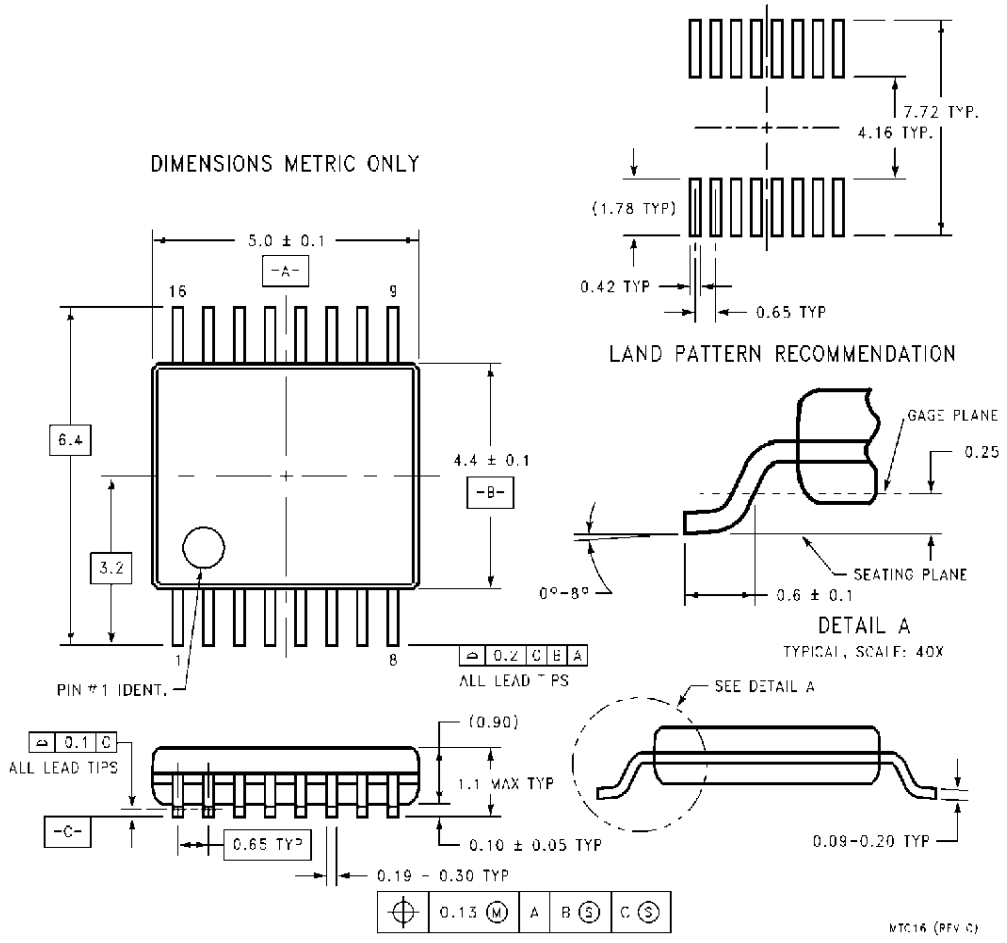 7.72 TYP.
4.16 TYP.
DIMENSIONS METRIC ONLY
(1.78 TYP)
5.0 ± 0.1
-A-
0.42 TYP
16
9
0.65 TYP
LAND PATTERN RECOMMENDATION
GAGE PLANE
6.4
4.4 ± 0.1
0.25
-B-
3.2
SEATING PLANE
0°-8°
0.6 ± 0.1
DETAIL A
TYPICAL, SCALE: 40X
1
8
⌓ 0.2 C B A
ALL LEAD TIPS
PIN #1 IDENT.
SEE DETAIL A
(0.90)
⌓ 0.1 C
ALL LEAD TIPS
1.1 MAX TYP
-C-
0.65 TYP
0.10 ± 0.05 TYP
0.09-0.20 TYP
0.19 - 0.30 TYP
⌖ 0.13 Ⓜ A B Ⓢ C Ⓢ
MTC16 (REV C)